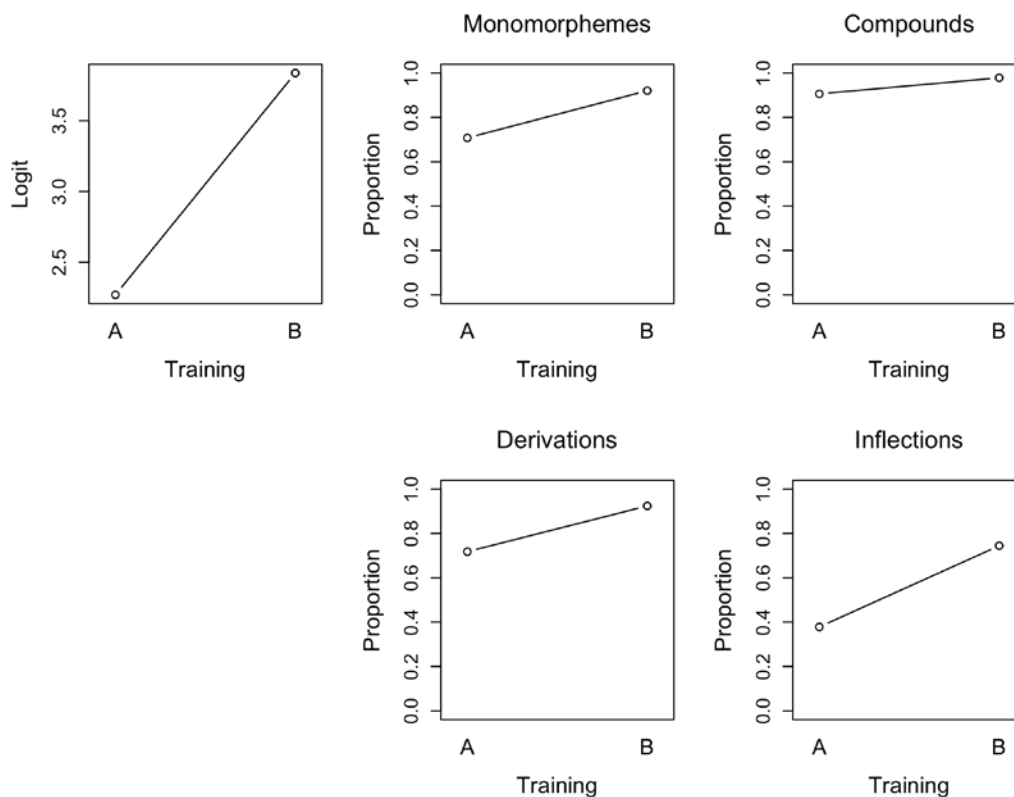 Monomorphemes
Compounds
Logit
2.5 3.0 3.5
A B
Training
Proportion
0.0 0.2 0.4 0.6 0.8 1.0
A B
Training
Proportion
0.0 0.2 0.4 0.6 0.8 1.0
A B
Training
Derivations
Inflections
Proportion
0.0 0.2 0.4 0.6 0.8 1.0
A B
Training
Proportion
0.0 0.2 0.4 0.6 0.8 1.0
A B
Training